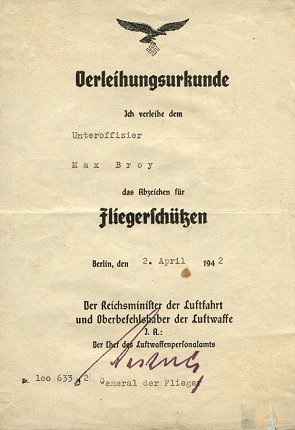 Verleihungsurkunde
Ich verleihe dem
Unteroffizier
Max Broy
das Abzeichen für
Fliegerschützen
Berlin, den 2. April 1942
Der Reichsminister der Luftfahrt
und Oberbefehlshaber der Luftwaffe
J. A.:
Der Chef des Luftwaffenpersonalamts
Nr. 100 633/2
General der Flieger